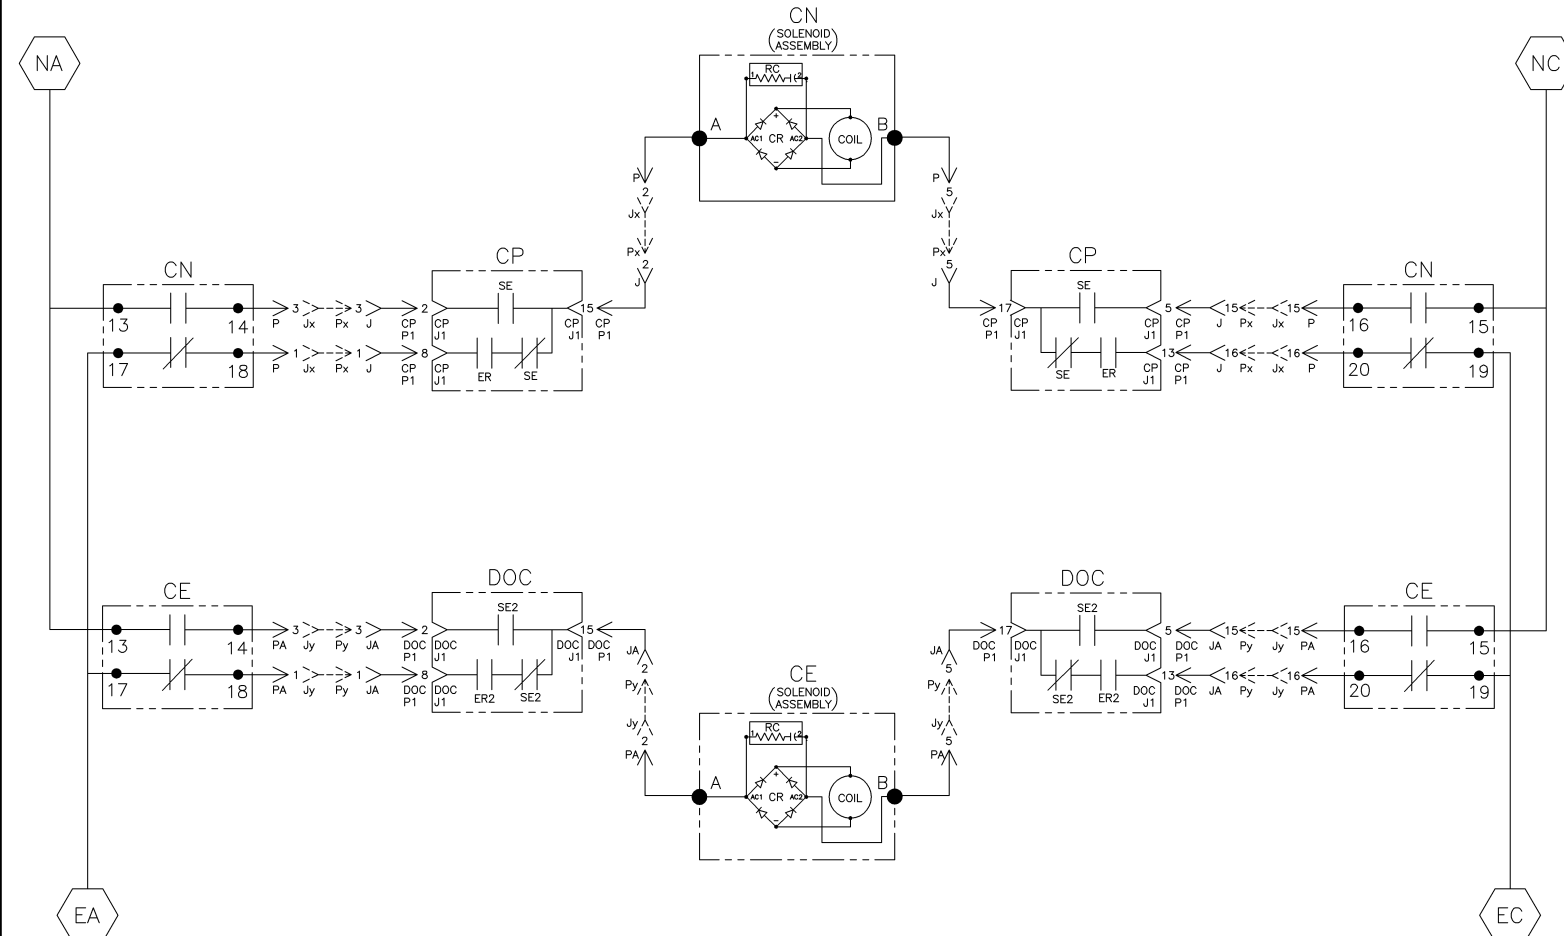 CN
(SOLENOID
ASSEMBLY)
NA
NC
1 RC 2
A
+
AC1 CR AC2
-
COIL
B
P
2
Jx
Px
2
J
P
5
Jx
Px
5
J
CN
13
14
17
18
3
3
P Jx Px J
1
1
P Jx Px J
CP
SE
2
CP P1
CP J1
8
CP P1
CP J1
ER
SE
15
CP J1
CP P1
CP
SE
17
CP P1
CP J1
SE
ER
5
CP J1
CP P1
13
CP J1
CP P1
15
15
J Px Jx P
16
16
J Px Jx P
CN
16
15
20
19
CE
13
14
17
18
3
3
PA Jy Py JA
1
1
PA Jy Py JA
DOC
SE2
2
DOC P1
DOC J1
8
DOC P1
DOC J1
ER2
SE2
15
DOC J1
DOC P1
JA
2
Py
Jy
2
PA
CE
(SOLENOID
ASSEMBLY)
1 RC 2
A
+
AC1 CR AC2
-
COIL
B
JA
5
Py
Jy
5
PA
DOC
SE2
17
DOC P1
DOC J1
SE2
ER2
5
DOC J1
DOC P1
13
DOC J1
DOC P1
15
15
JA Py Jy PA
16
16
JA Py Jy PA
CE
16
15
20
19
EA
EC